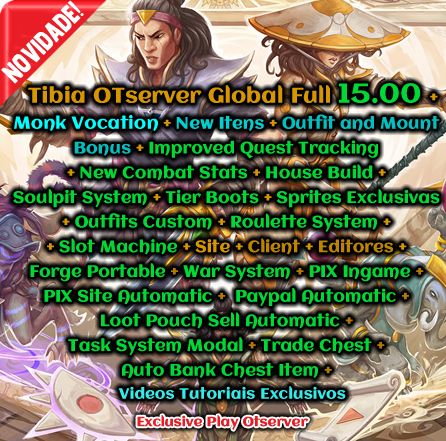 NOVIDADE!
Tibia OTserver Global Full 15.00 +
Monk Vocation + New Itens + Outfit and Mount
Bonus + Improved Quest Tracking
+ New Combat Stats + House Build +
Soulpit System + Tier Boots + Sprites Exclusivas
+ Outfits Custom + Roulette System +
+ Slot Machine + Site + Client + Editores +
Forge Portable + War System + PIX Ingame +
PIX Site Automatic + Paypal Automatic +
Loot Pouch Sell Automatic +
Task System Modal + Trade Chest +
Auto Bank Chest Item +
Videos Tutoriais Exclusivos
Exclusive Play Otserver